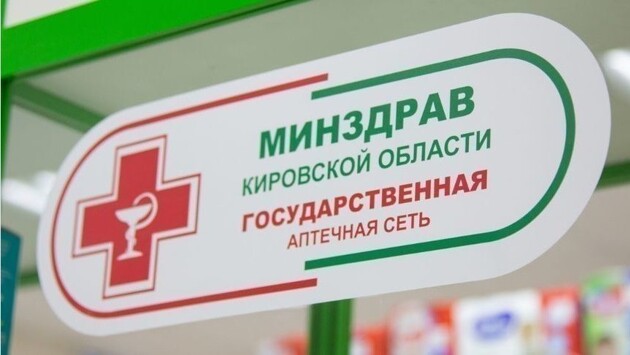 МИНЗДРАВ
КИРОВСКОЙ ОБЛАСТИ
ГОСУДАРСТВЕННАЯ
АПТЕЧНАЯ СЕТЬ